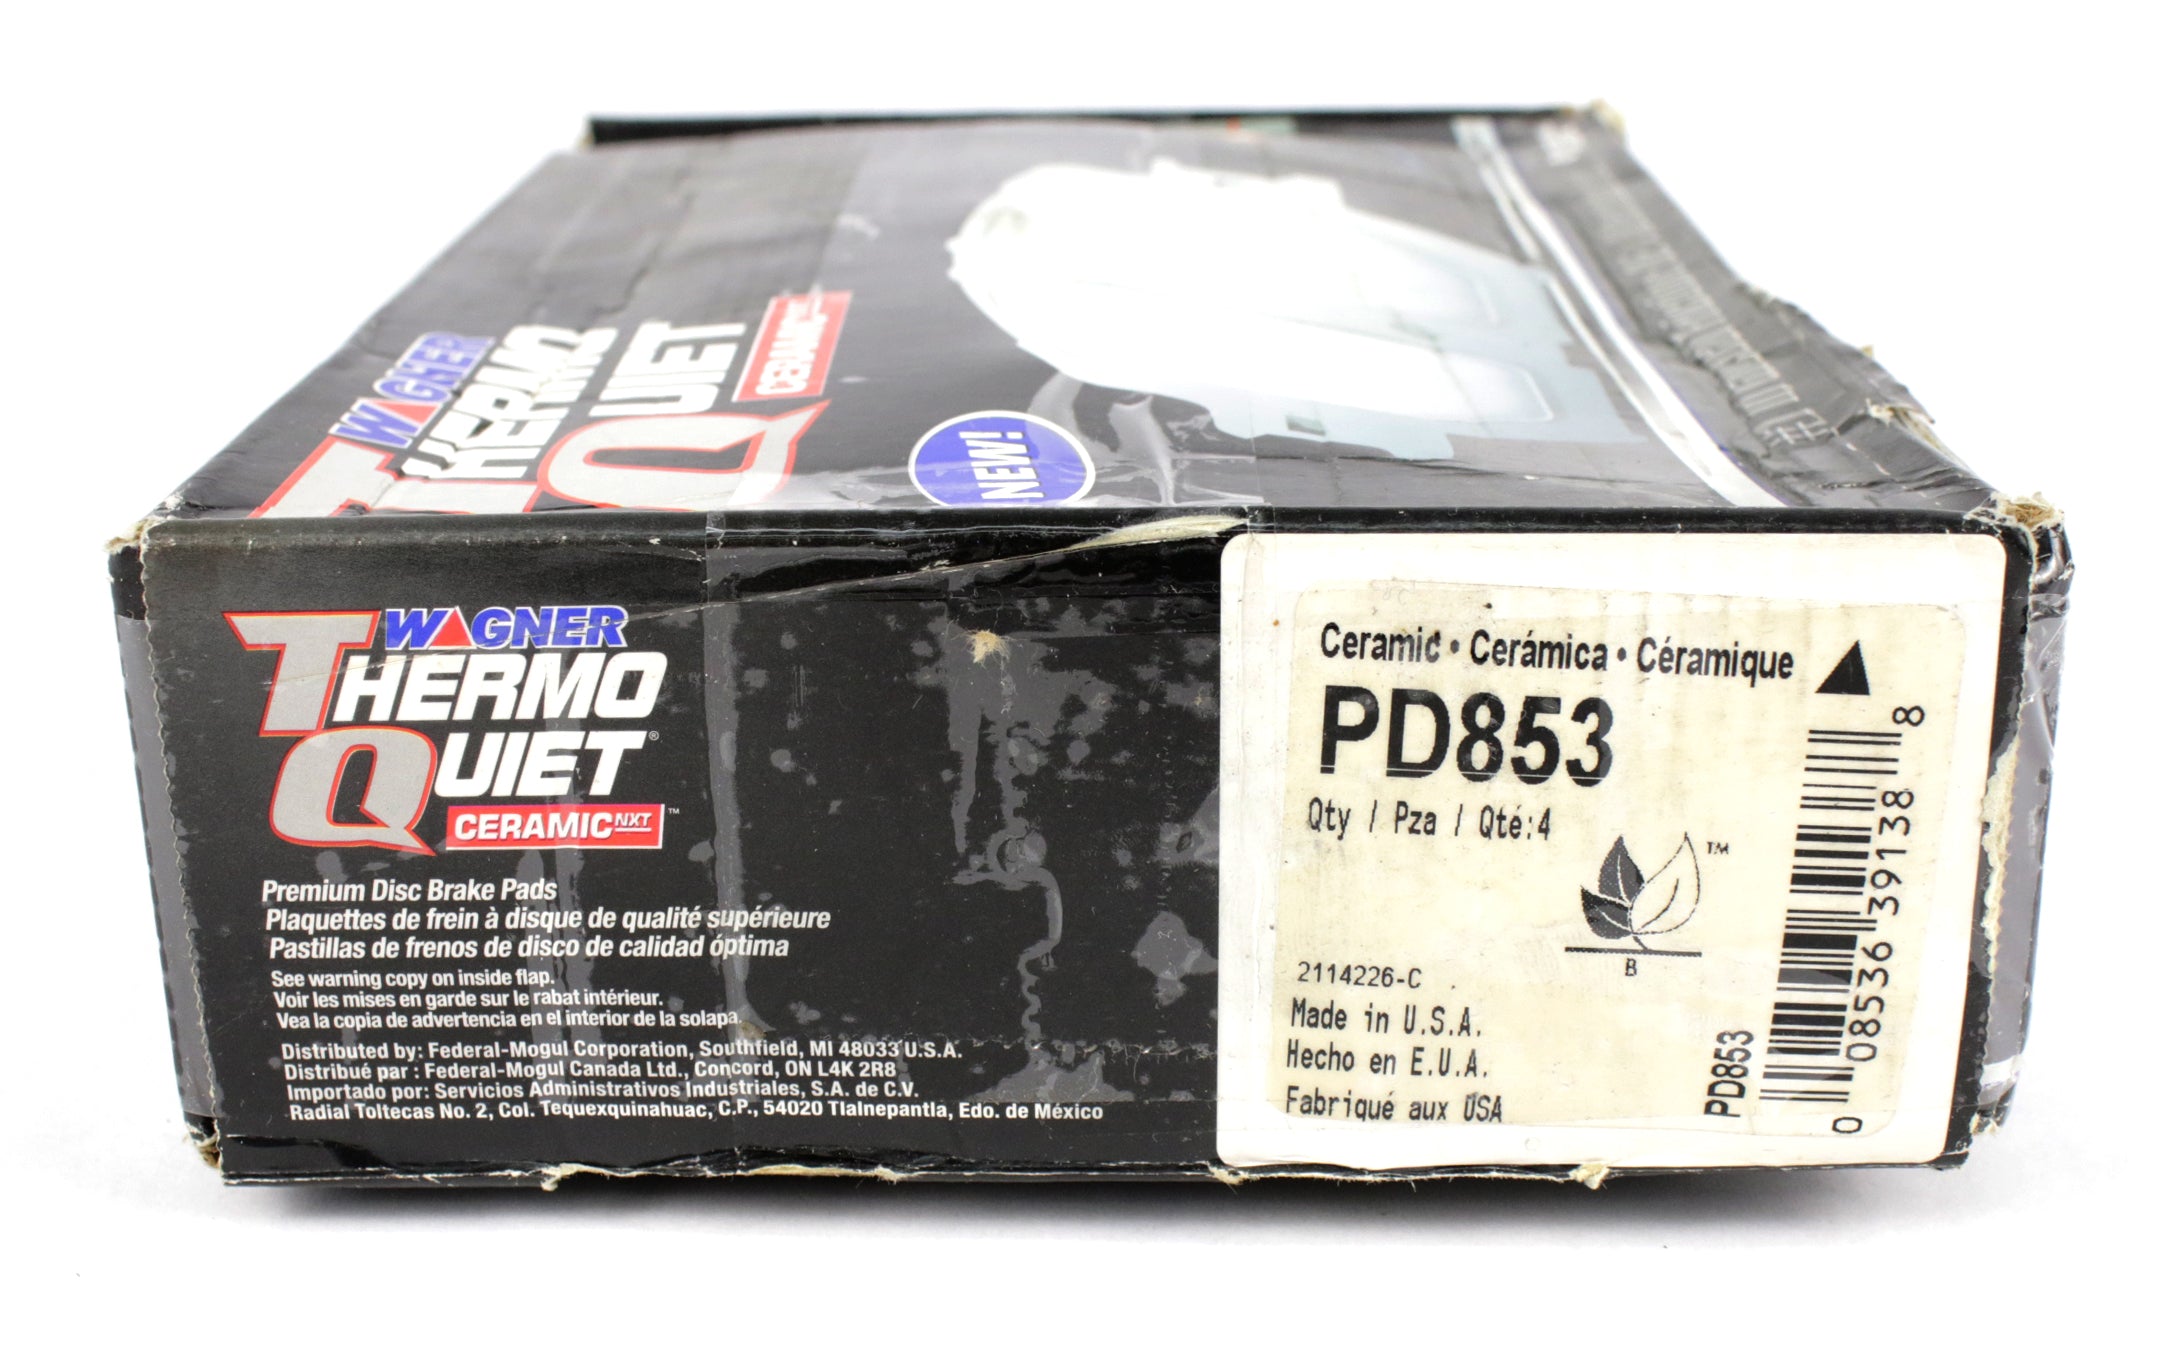 WAGNER
THERMO
QUIET
CERAMIC
NEW!
WAGNER
THERMO
QUIET®
CERAMIC NXT™
Premium Disc Brake Pads
Plaquettes de frein à disque de qualité supérieure
Pastillas de frenos de disco de calidad óptima
See warning copy on inside flap.
Voir les mises en garde sur le rabat intérieur.
Vea la copia de advertencia en el interior de la solapa.
Distributed by: Federal-Mogul Corporation, Southfield, MI 48033 U.S.A.
Distribué par : Federal-Mogul Canada Ltd., Concord, ON L4K 2R8
Importado por: Servicios Administrativos Industriales, S.A. de C.V.
Radial Toltecas No. 2, Col. Tequexquinahuac, C.P., 54020 Tlalnepantla, Edo. de México
Ceramic • Cerámica • Céramique
PD853
Qty / Pza / Qté:4
TM
B
2114226-C
Made in U.S.A.
Hecho en E.U.A.
Fabriqué aux USA
PD853
0 08536 39138 8